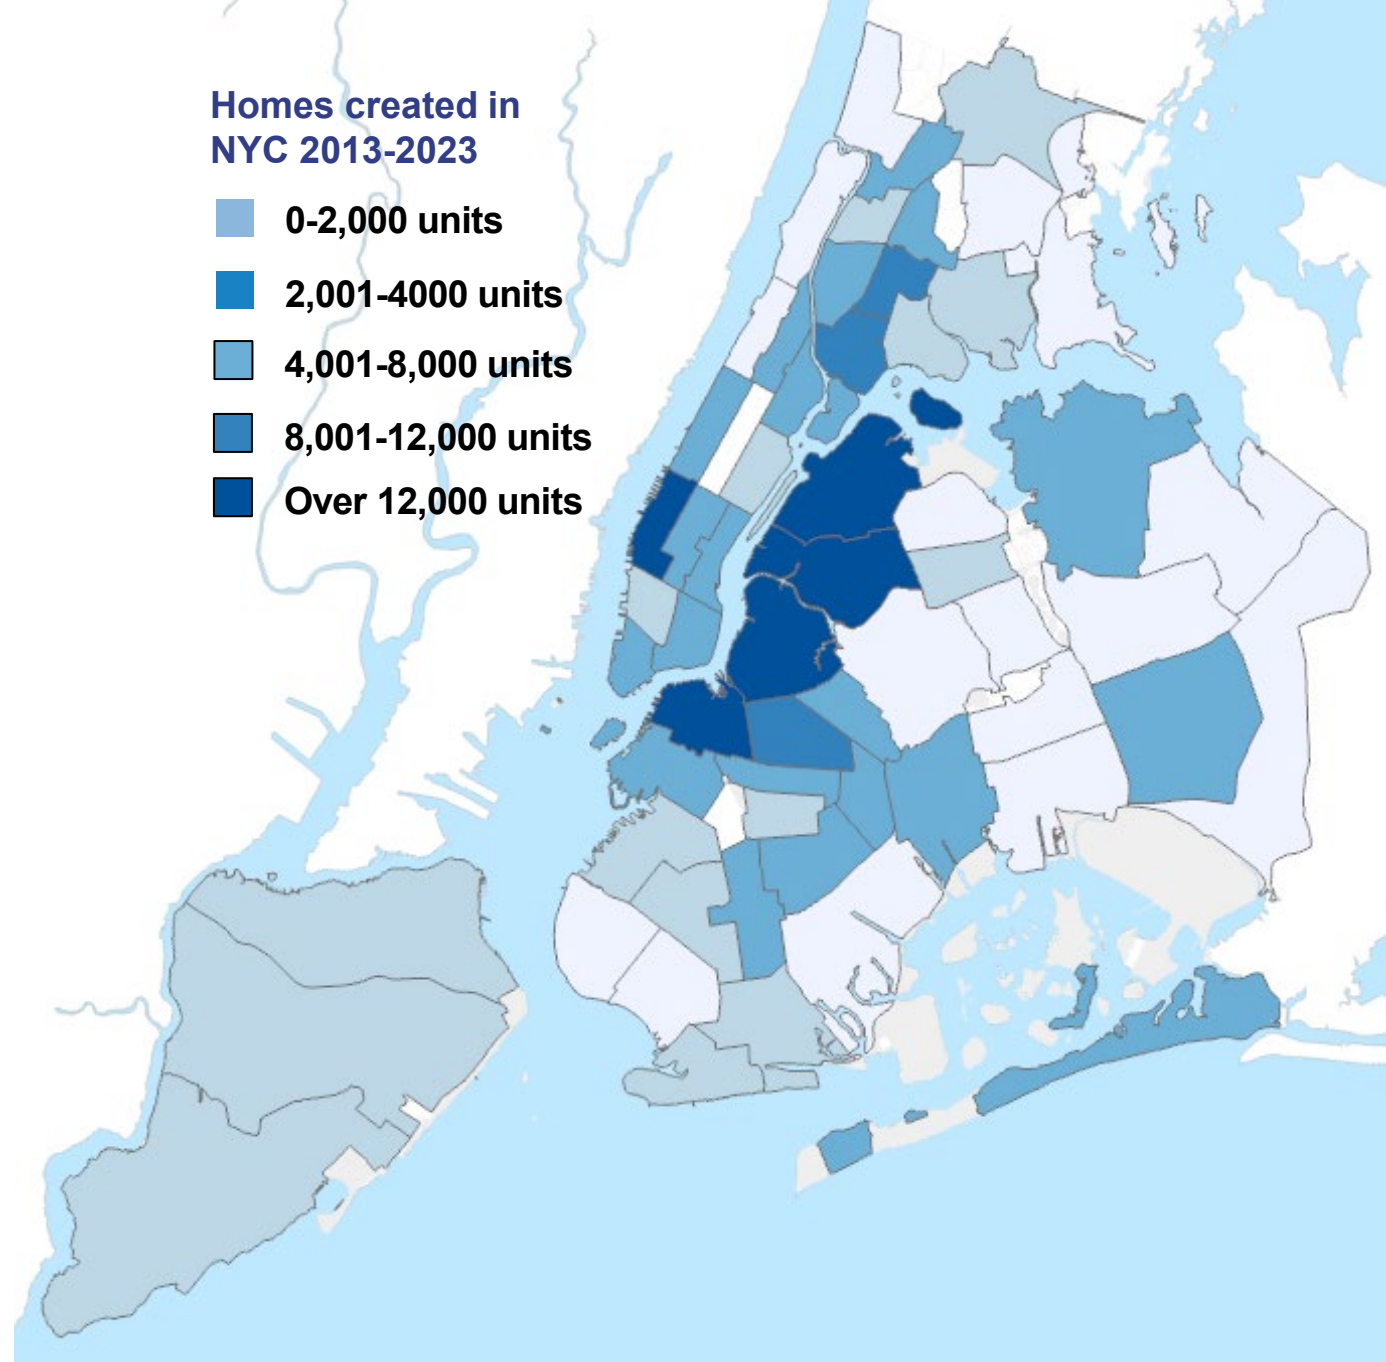 Homes created in
NYC 2013-2023
0-2,000 units
2,001-4000 units
4,001-8,000 units
8,001-12,000 units
Over 12,000 units